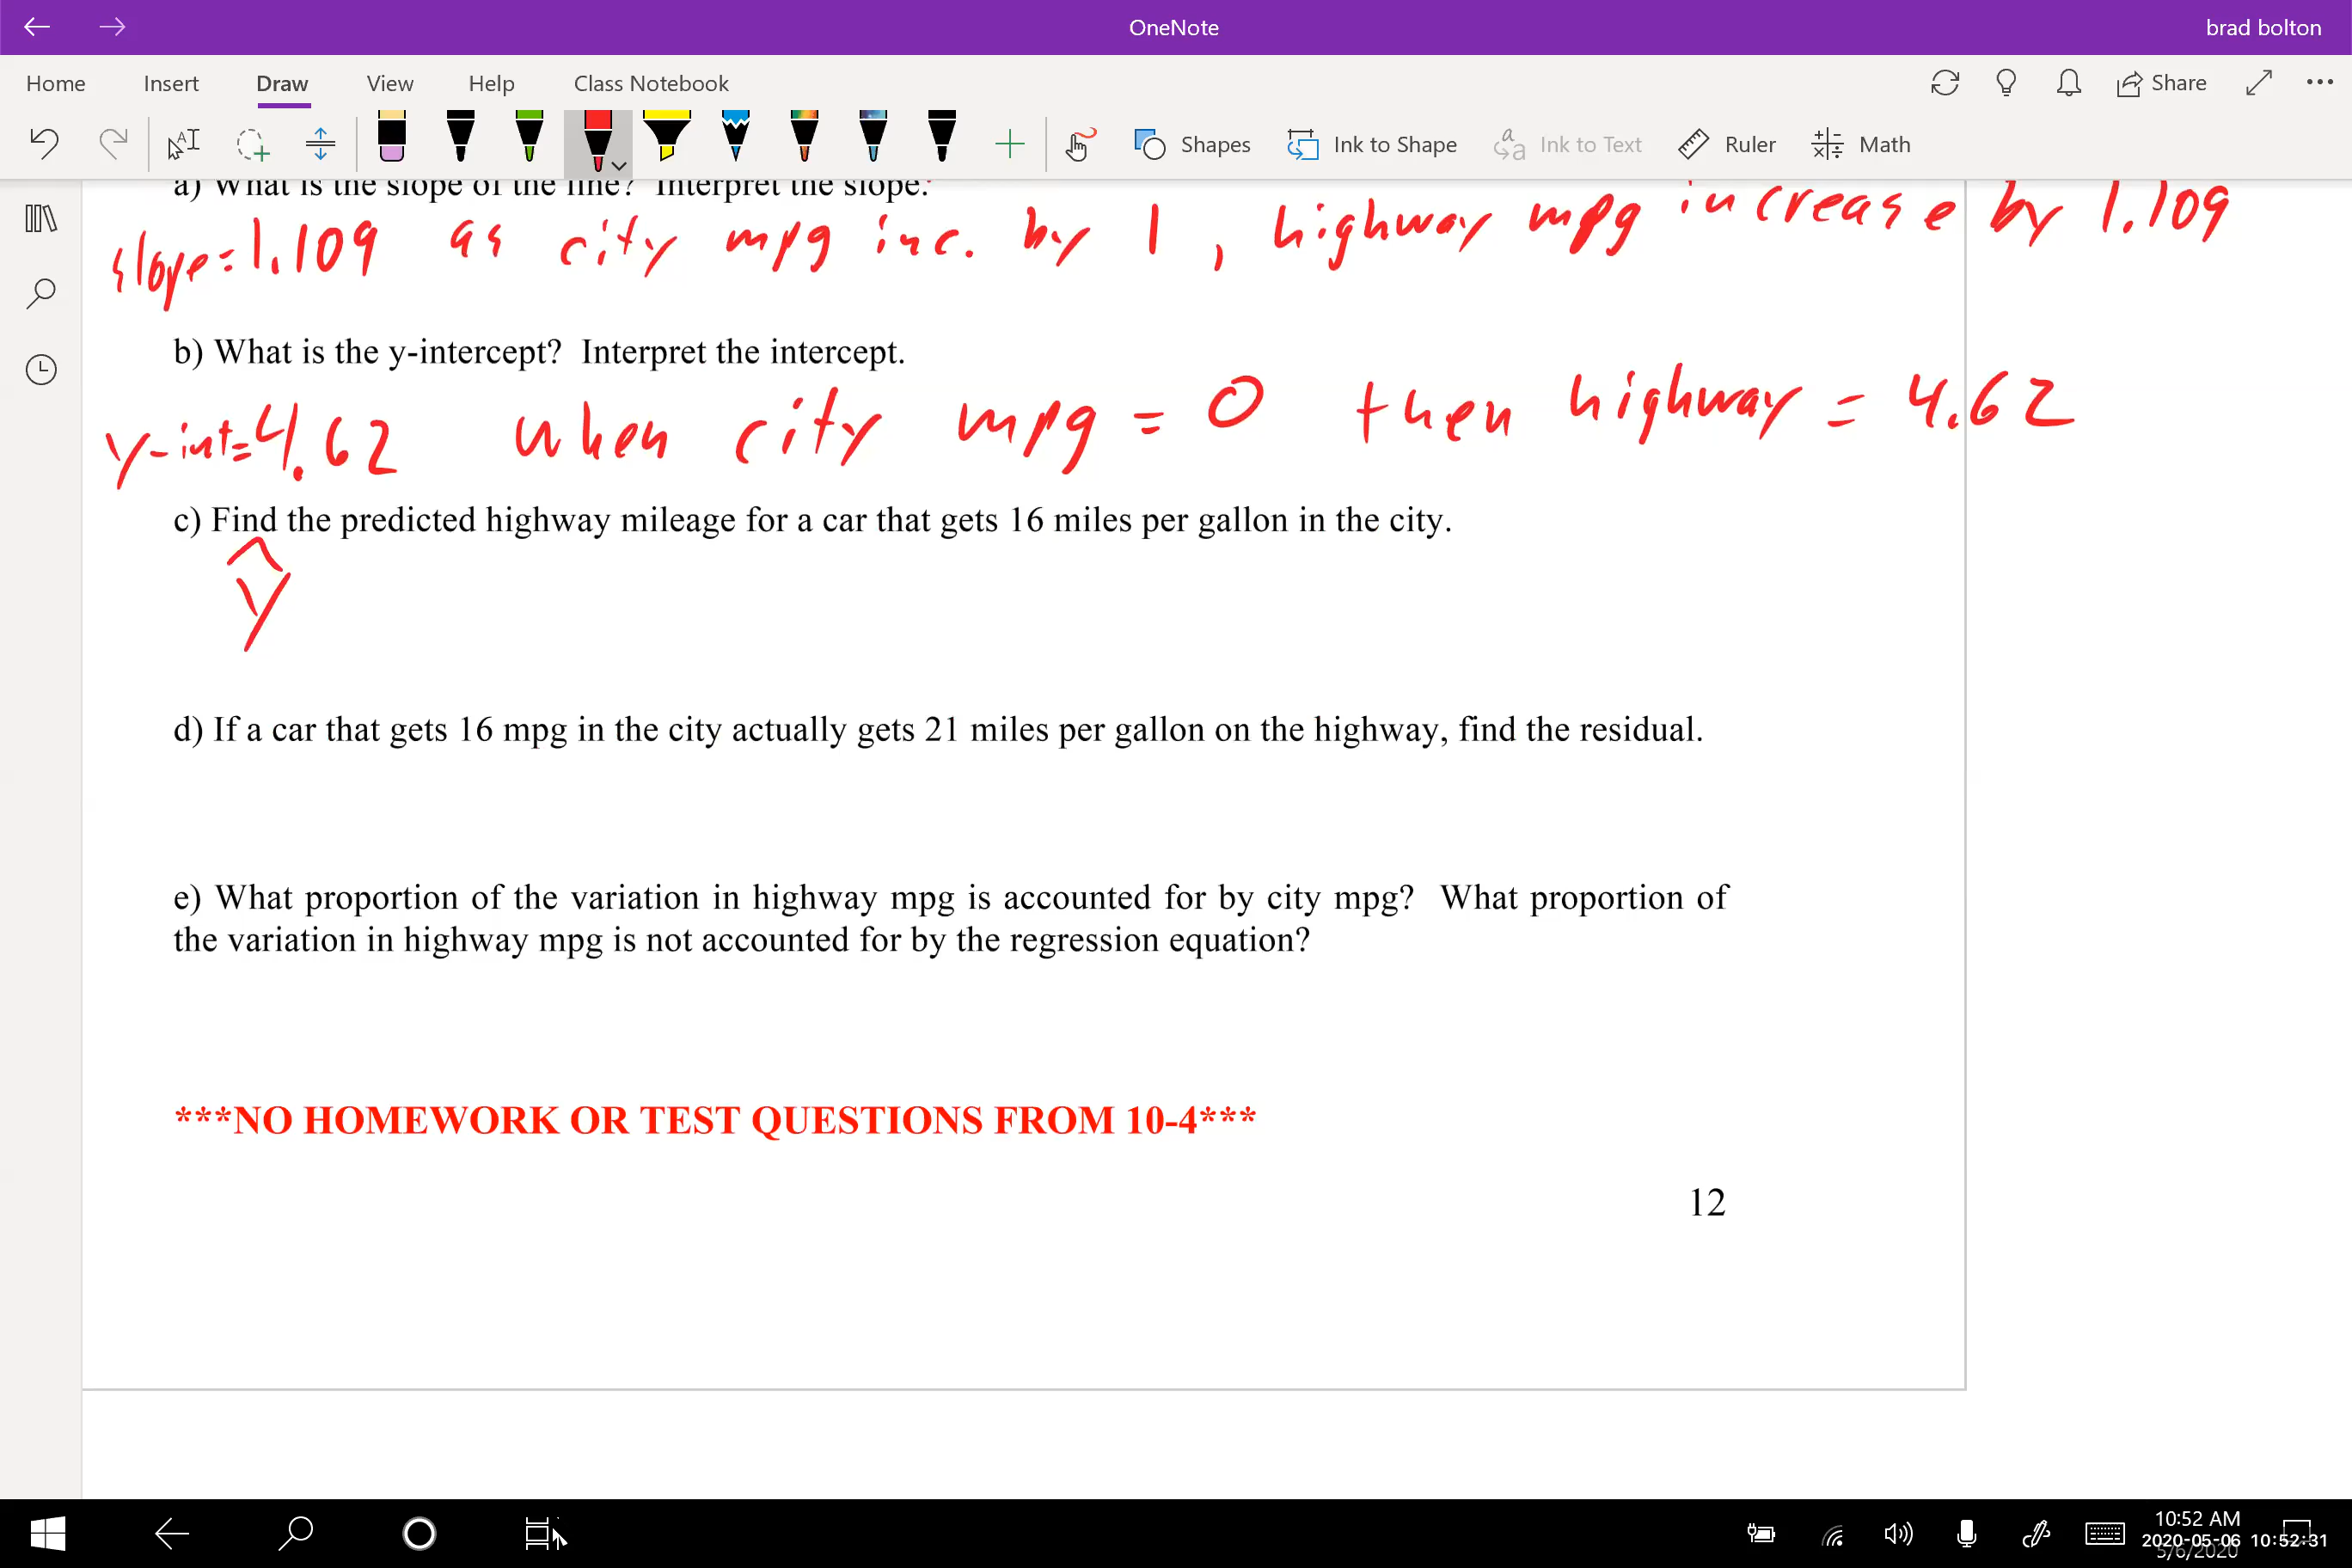 OneNote
brad bolton
Home Insert Draw View Help Class Notebook Share
Shapes Ink to Shape Ink to Text Ruler Math
a) What is the slope of the line? Interpret the slope.
slope=1.109 as city mpg inc. by 1, highway mpg increase by 1.109
b) What is the y-intercept? Interpret the intercept.
y-int=4.62 when city mpg = 0 then highway = 4.62
c) Find the predicted highway mileage for a car that gets 16 miles per gallon in the city.
ŷ
d) If a car that gets 16 mpg in the city actually gets 21 miles per gallon on the highway, find the residual.
e) What proportion of the variation in highway mpg is accounted for by city mpg? What proportion of
the variation in highway mpg is not accounted for by the regression equation?
***NO HOMEWORK OR TEST QUESTIONS FROM 10-4***
12
10:52 AM
2020-05-06 10:52:31
5/6/2020